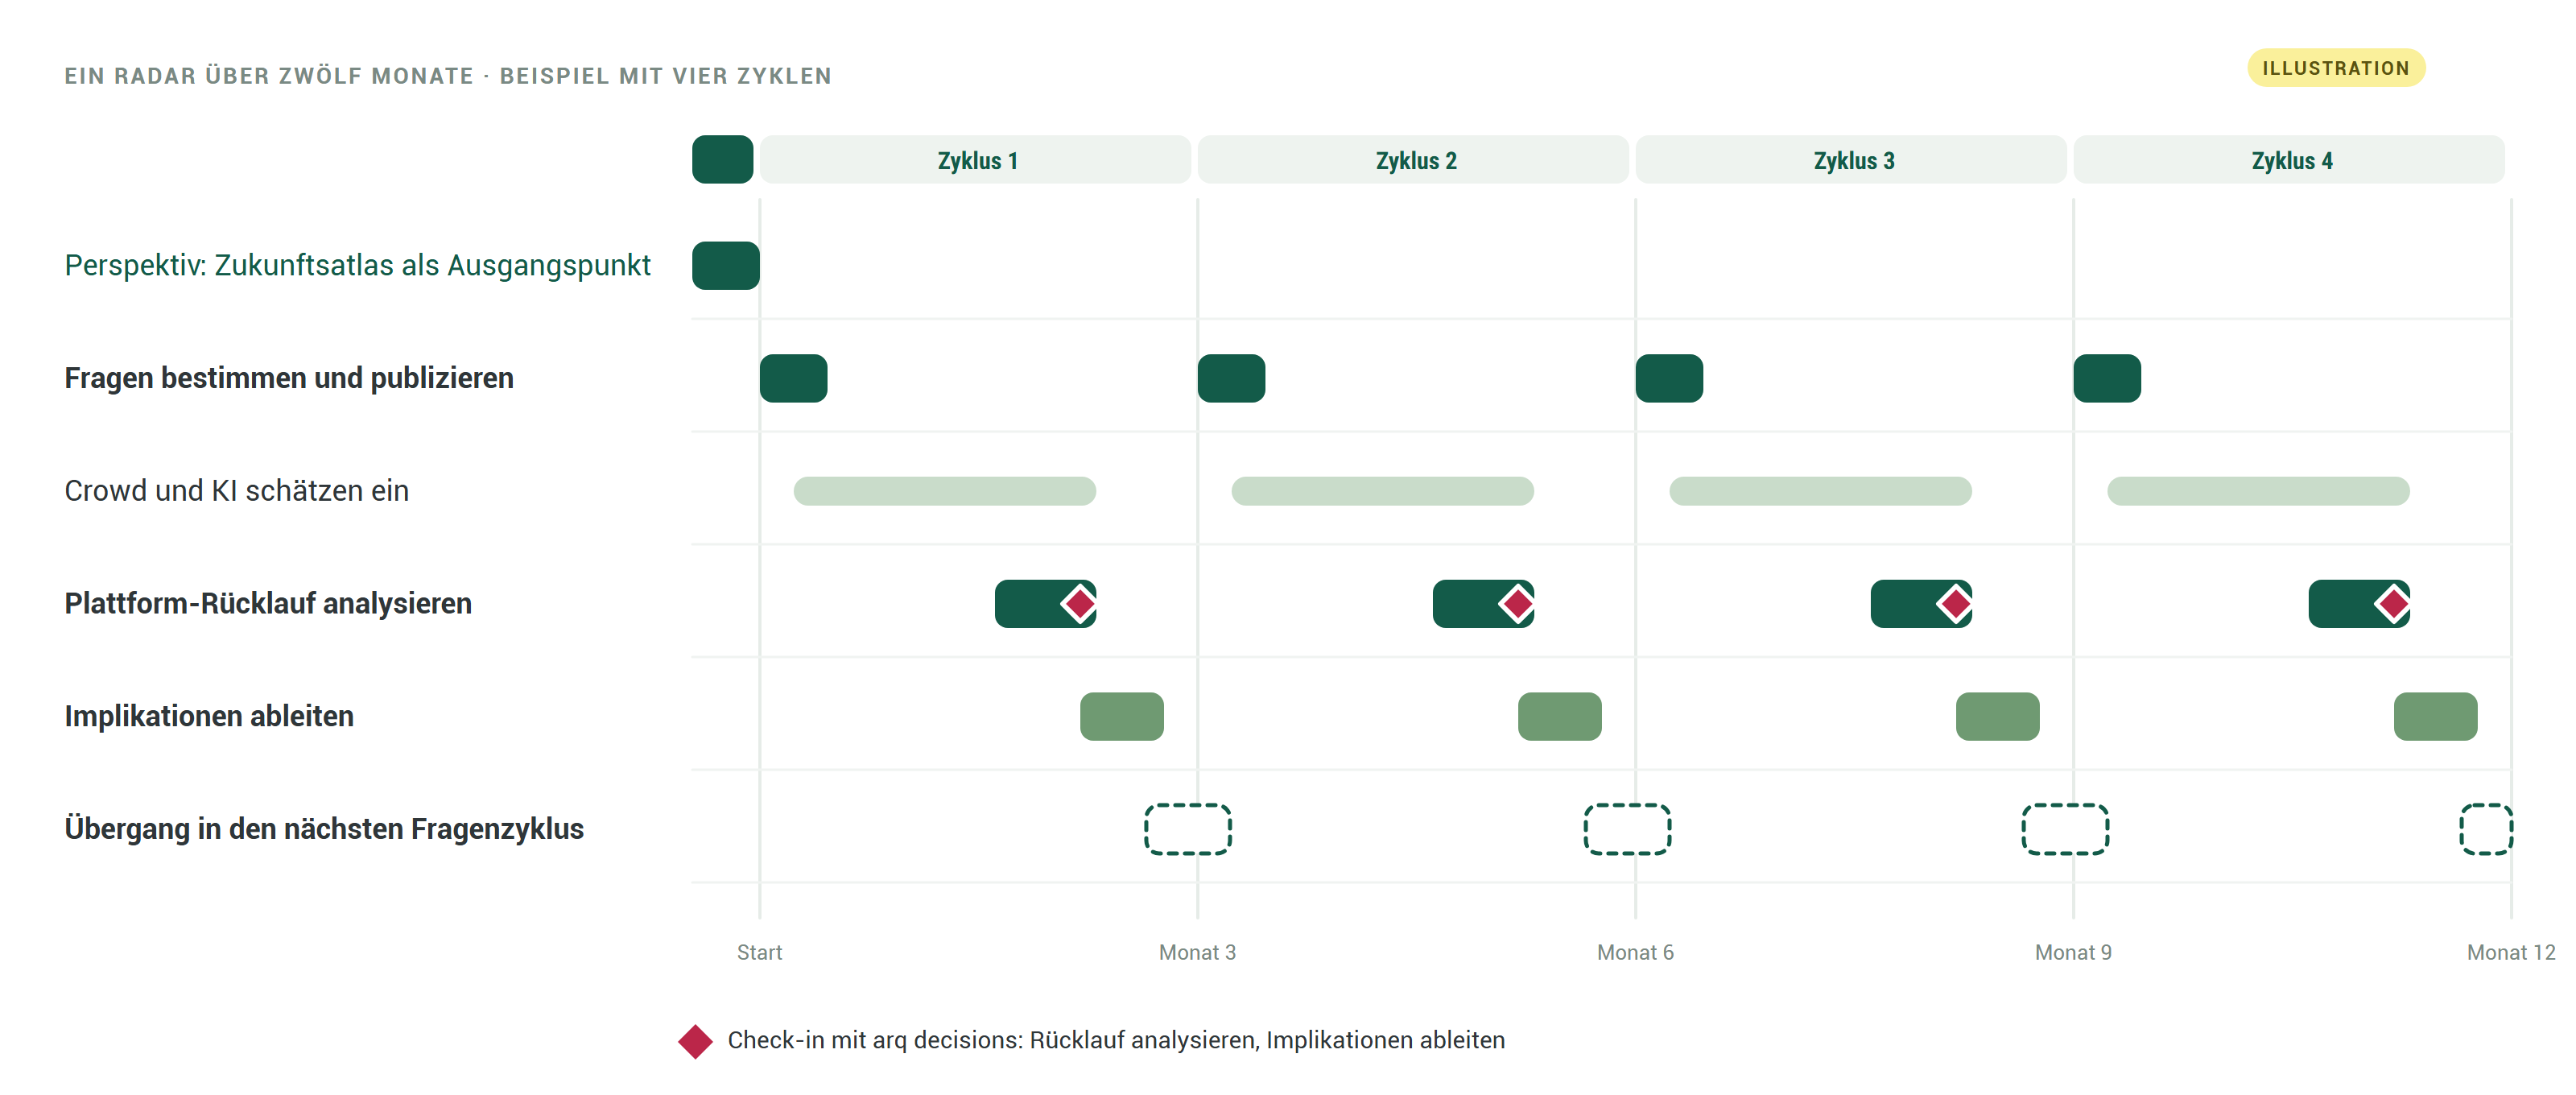 EIN RADAR ÜBER ZWÖLF MONATE · BEISPIEL MIT VIER ZYKLEN
ILLUSTRATION
Zyklus 1
Zyklus 2
Zyklus 3
Zyklus 4
Perspektiv: Zukunftsatlas als Ausgangspunkt
Fragen bestimmen und publizieren
Crowd und KI schätzen ein
Plattform-Rücklauf analysieren
Implikationen ableiten
Übergang in den nächsten Fragenzyklus
Start
Monat 3
Monat 6
Monat 9
Monat 12
Check-in mit arq decisions: Rücklauf analysieren, Implikationen ableiten